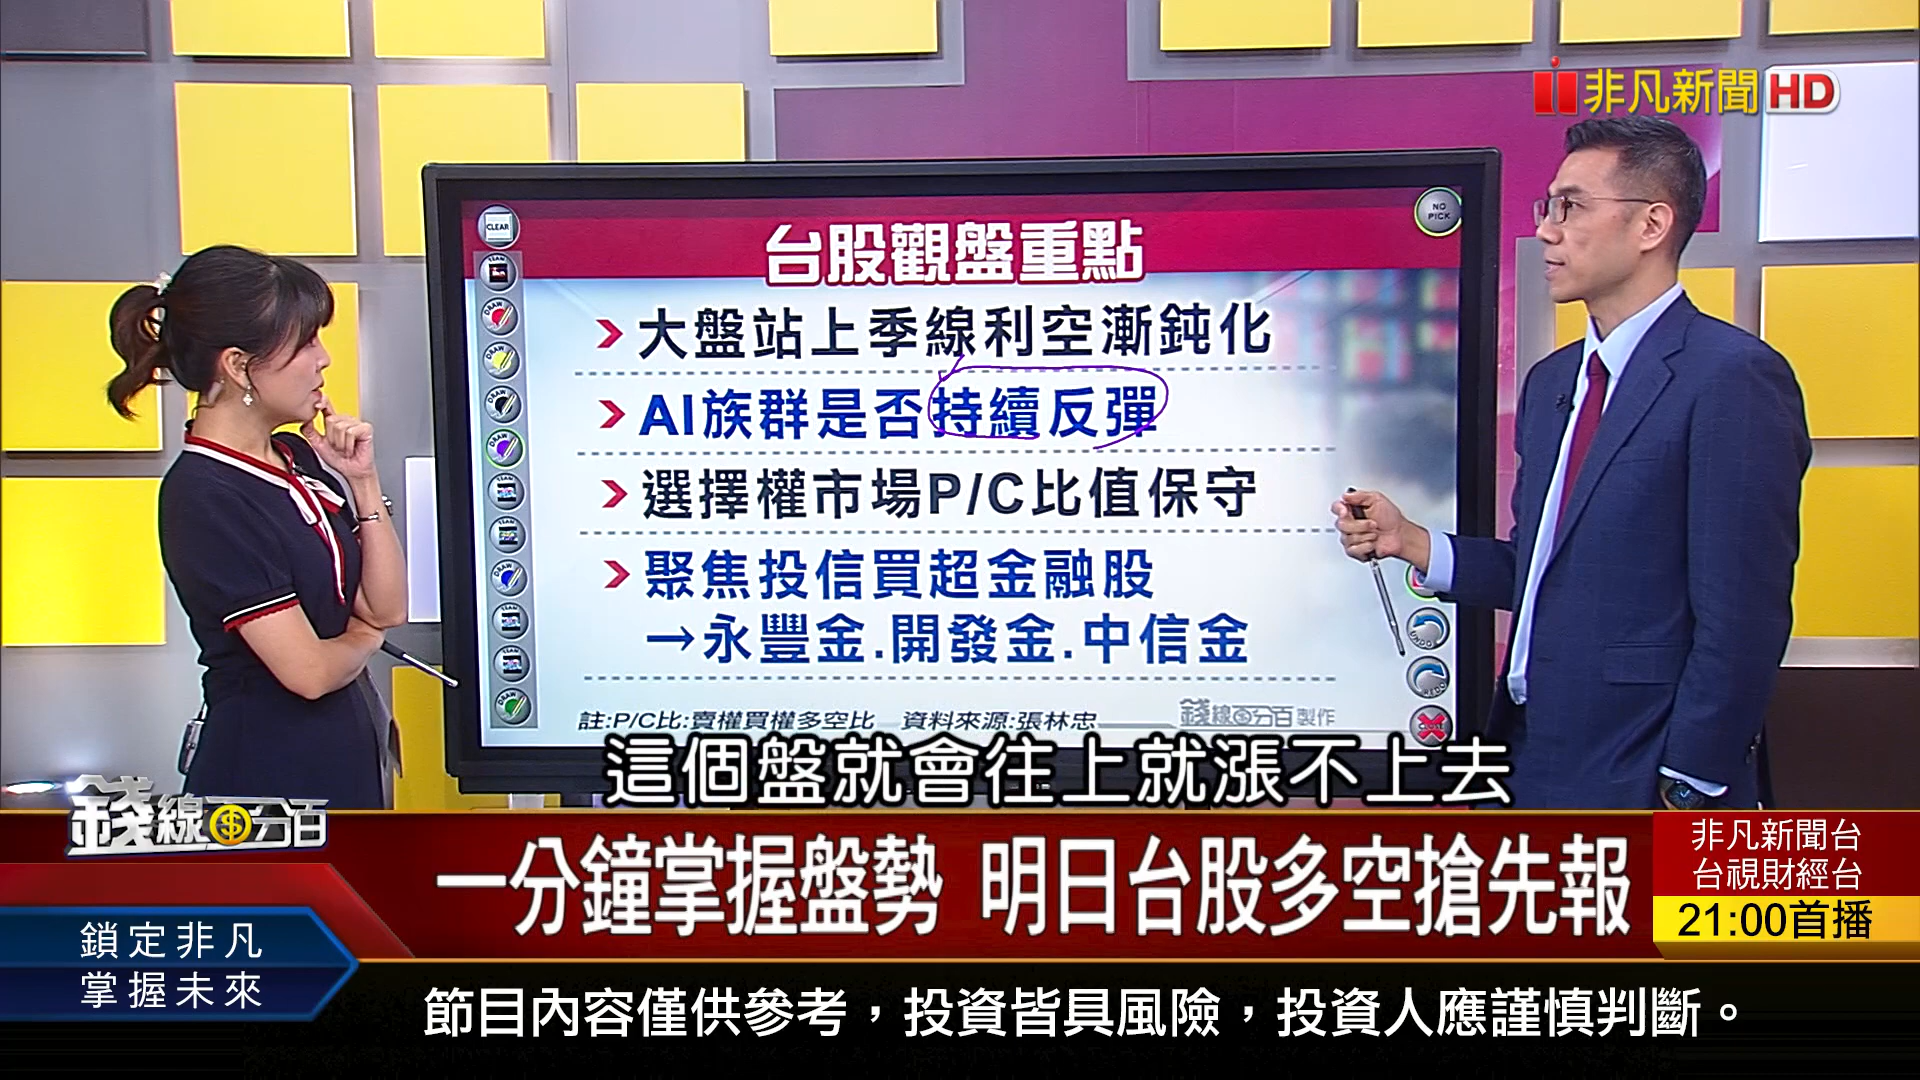 非凡新聞HD
CLEAR
NO PICK
台股觀盤重點
大盤站上季線利空漸鈍化
AI族群是否持續反彈
選擇權市場P/C比值保守
聚焦投信買超金融股
→永豐金.開發金.中信金
註:P/C比:賣權買權多空比 資料來源:張林忠
錢線百分百 製作
這個盤就會往上就漲不上去
錢線百分百
一分鐘掌握盤勢 明日台股多空搶先報
非凡新聞台
台視財經台
21:00首播
鎖定非凡
掌握未來
節目內容僅供參考，投資皆具風險，投資人應謹慎判斷。